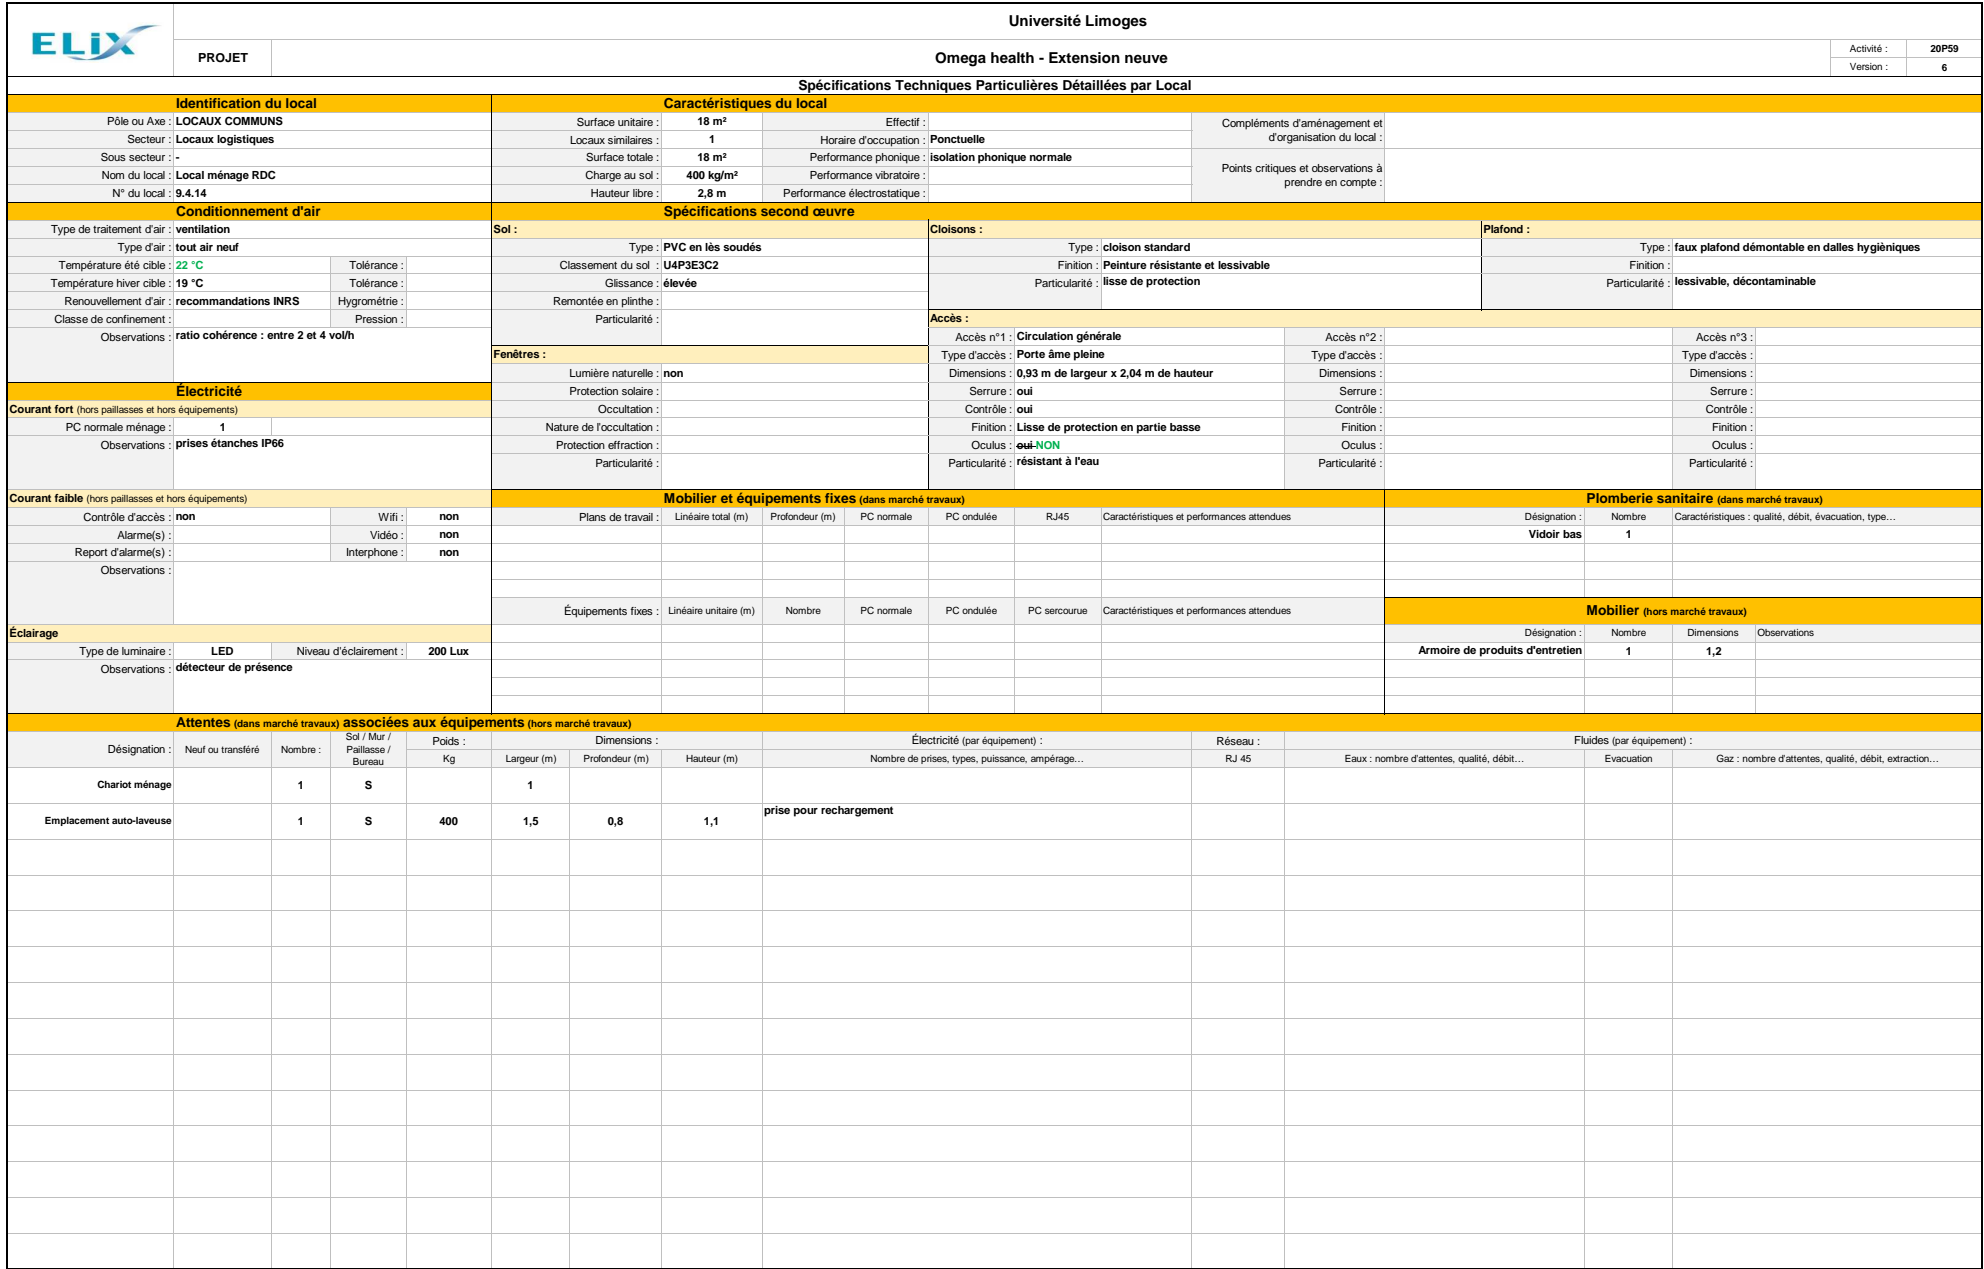 ELiX
Université Limoges
PROJET
Omega health - Extension neuve
Activité : 20P59
Version : 6
Spécifications Techniques Particulières Détaillées par Local
Identification du local
Pôle ou Axe : LOCAUX COMMUNS
Secteur : Locaux logistiques
Sous secteur : -
Nom du local : Local ménage RDC
N° du local : 9.4.14
Caractéristiques du local
Surface unitaire : 18 m² Effectif :
Locaux similaires : 1 Horaire d'occupation : Ponctuelle
Surface totale : 18 m² Performance phonique : isolation phonique normale
Charge au sol : 400 kg/m² Performance vibratoire :
Hauteur libre : 2,8 m Performance électrostatique :
Compléments d'aménagement et
d'organisation du local :
Points critiques et observations à
prendre en compte :
Conditionnement d'air
Type de traitement d'air : ventilation
Type d'air : tout air neuf
Température été cible : 22 °C Tolérance :
Température hiver cible : 19 °C Tolérance :
Renouvellement d'air : recommandations INRS Hygrométrie :
Classe de confinement : Pression :
Observations : ratio cohérence : entre 2 et 4 vol/h
Électricité
Courant fort (hors paillasses et hors équipements)
PC normale ménage : 1
Observations : prises étanches IP66
Courant faible (hors paillasses et hors équipements)
Contrôle d'accès : non Wifi : non
Alarme(s) : Vidéo : non
Report d'alarme(s) : Interphone : non
Observations :
Éclairage
Type de luminaire : LED Niveau d'éclairement : 200 Lux
Observations : détecteur de présence
Spécifications second œuvre
Sol :
Type : PVC en lès soudés
Classement du sol : U4P3E3C2
Glissance : élevée
Remontée en plinthe :
Particularité :
Fenêtres :
Lumière naturelle : non
Protection solaire :
Occultation :
Nature de l'occultation :
Protection effraction :
Particularité :
Cloisons :
Type : cloison standard
Finition : Peinture résistante et lessivable
Particularité : lisse de protection
Plafond :
Type : faux plafond démontable en dalles hygièniques
Finition :
Particularité : lessivable, décontaminable
Accès :
Accès n°1 : Circulation générale Accès n°2 : Accès n°3 :
Type d'accès : Porte âme pleine Type d'accès : Type d'accès :
Dimensions : 0,93 m de largeur x 2,04 m de hauteur Dimensions : Dimensions :
Serrure : oui Serrure : Serrure :
Contrôle : oui Contrôle : Contrôle :
Finition : Lisse de protection en partie basse Finition : Finition :
Oculus : oui NON Oculus : Oculus :
Particularité : résistant à l'eau Particularité : Particularité :
Mobilier et équipements fixes (dans marché travaux)
Plans de travail : Linéaire total (m) Profondeur (m) PC normale PC ondulée RJ45 Caractéristiques et performances attendues
Équipements fixes : Linéaire unitaire (m) Nombre PC normale PC ondulée PC sercourue Caractéristiques et performances attendues
Plomberie sanitaire (dans marché travaux)
Désignation : Nombre Caractéristiques : qualité, débit, évacuation, type…
Vidoir bas 1
Mobilier (hors marché travaux)
Désignation : Nombre Dimensions Observations
Armoire de produits d'entretien 1 1,2
Attentes (dans marché travaux) associées aux équipements (hors marché travaux)
Désignation : Neuf ou transféré Nombre :
Sol / Mur /
Paillasse /
Bureau
Poids : Dimensions : Électricité (par équipement) : Réseau : Fluides (par équipement) :
Kg Largeur (m) Profondeur (m) Hauteur (m) Nombre de prises, types, puissance, ampérage… RJ 45 Eaux : nombre d'attentes, qualité, débit… Evacuation Gaz : nombre d'attentes, qualité, débit, extraction…
Chariot ménage 1 S 1
Emplacement auto-laveuse 1 S 400 1,5 0,8 1,1 prise pour rechargement